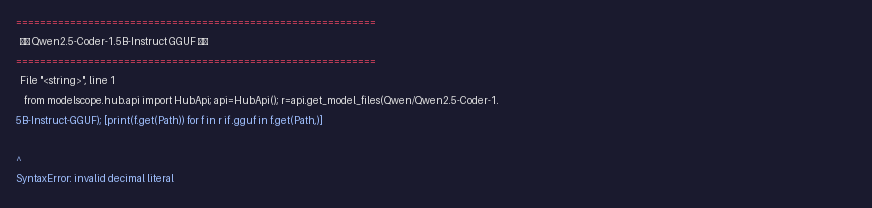 ============================================================
□□ Qwen2.5-Coder-1.5B-Instruct GGUF □□
============================================================
File "<string>", line 1
from modelscope.hub.api import HubApi; api=HubApi(); r=api.get_model_files(Qwen/Qwen2.5-Coder-1.
5B-Instruct-GGUF); [print(f.get(Path)) for f in r if .gguf in f.get(Path,)]
^
SyntaxError: invalid decimal literal